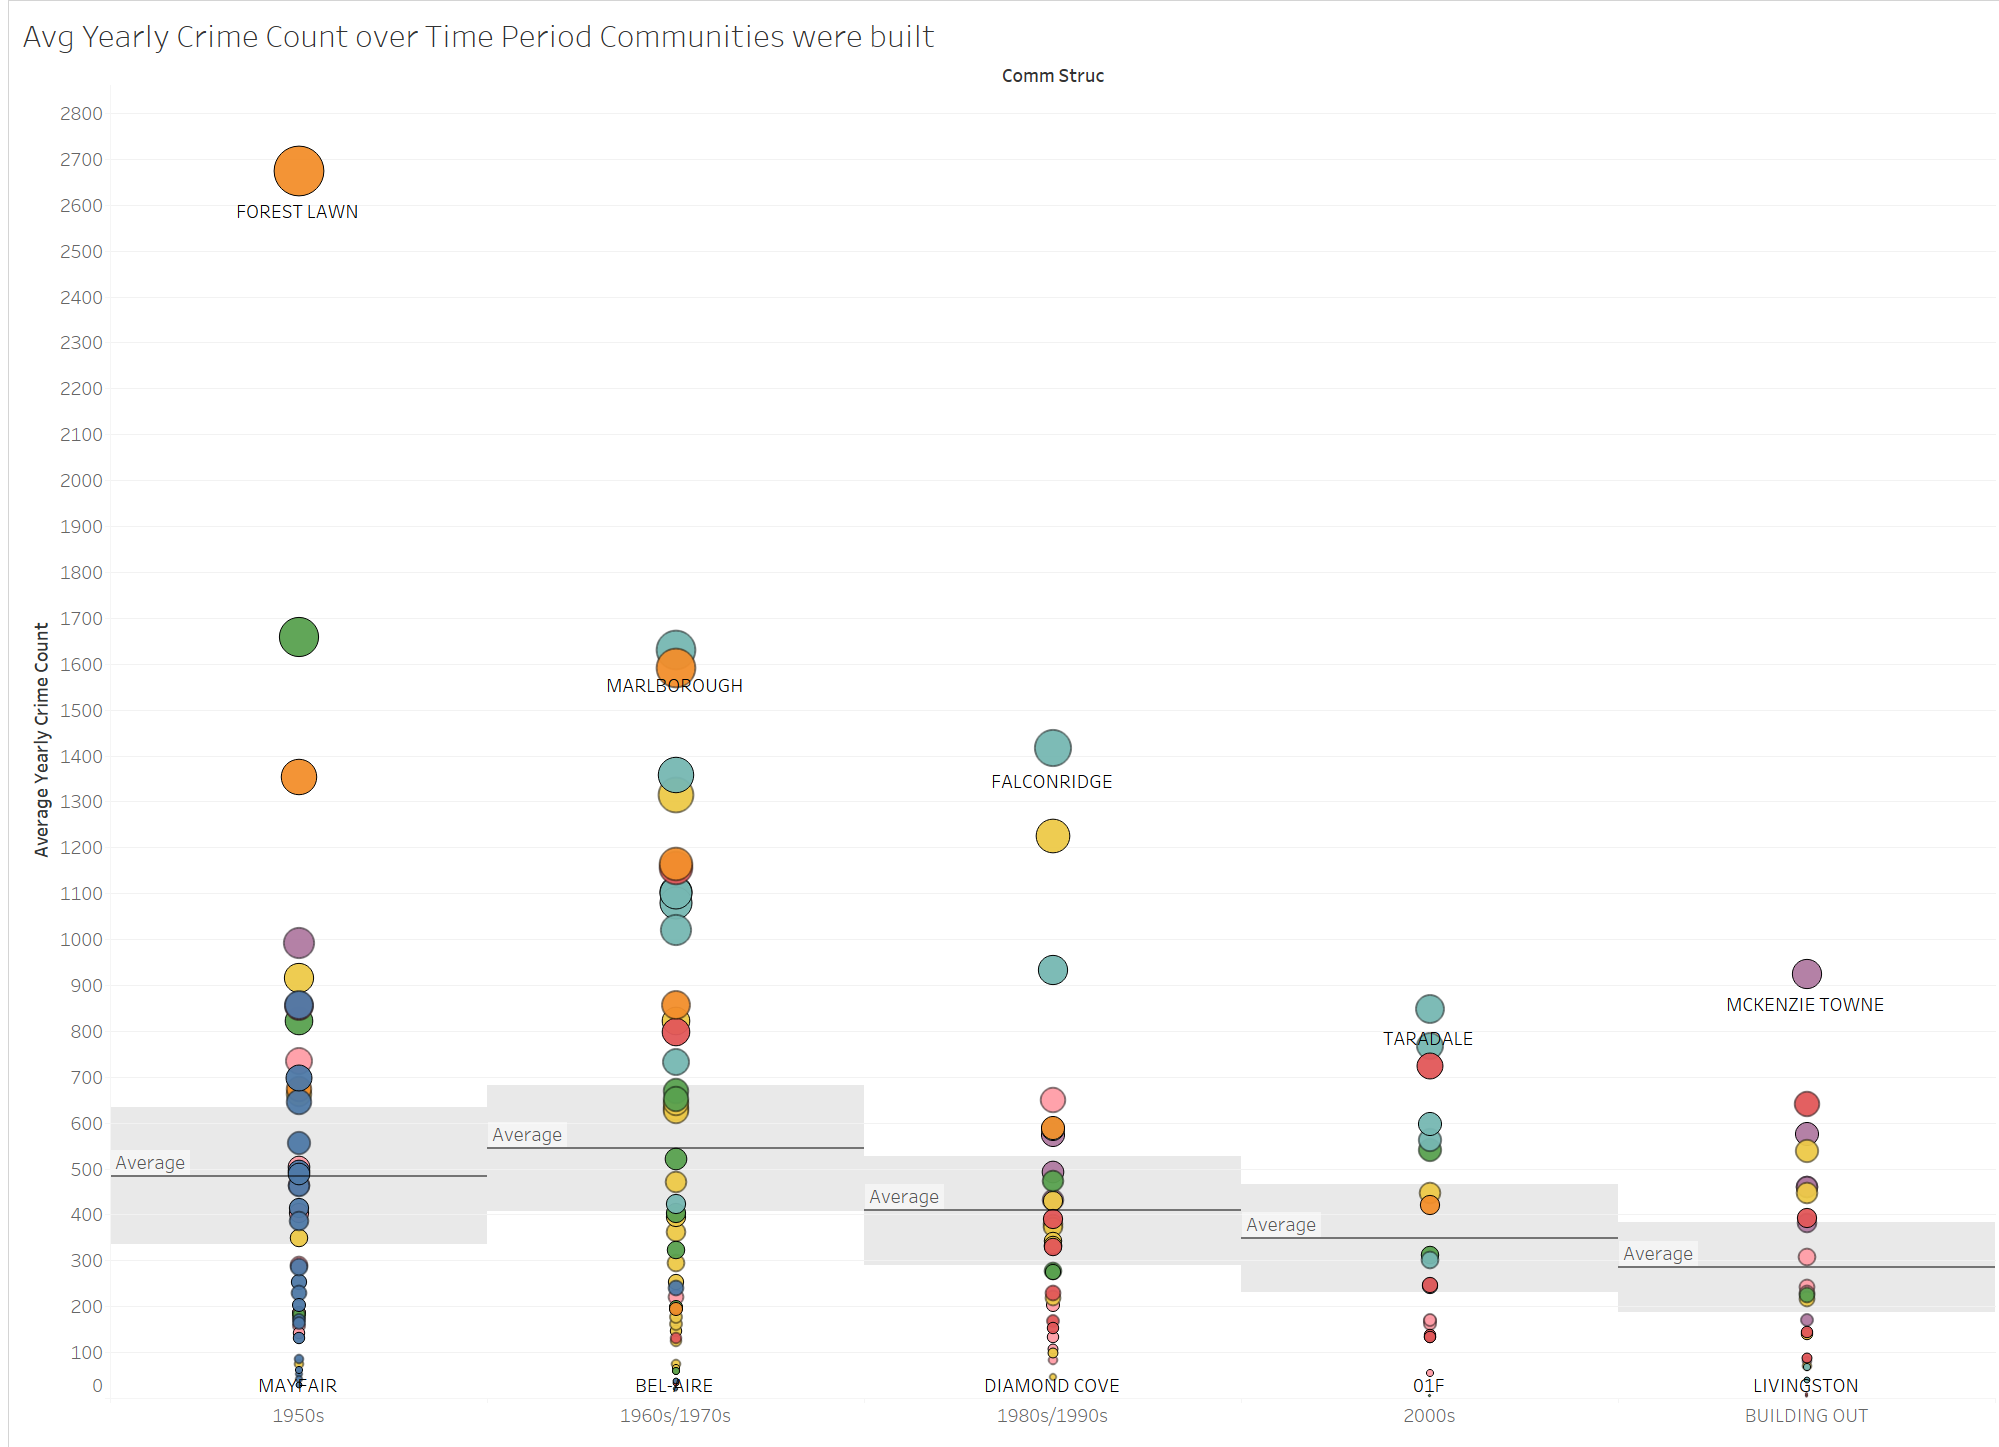 Avg Yearly Crime Count over Time Period Communities were built
Comm Struc
Average Yearly Crime Count
2800
2700
2600
2500
2400
2300
2200
2100
2000
1900
1800
1700
1600
1500
1400
1300
1200
1100
1000
900
800
700
600
500
400
300
200
100
0
FOREST LAWN
MARLBOROUGH
FALCONRIDGE
TARADALE
MCKENZIE TOWNE
Average
Average
Average
Average
Average
MAYFAIR
BEL-AIRE
DIAMOND COVE
01F
LIVINGSTON
1950s
1960s/1970s
1980s/1990s
2000s
BUILDING OUT